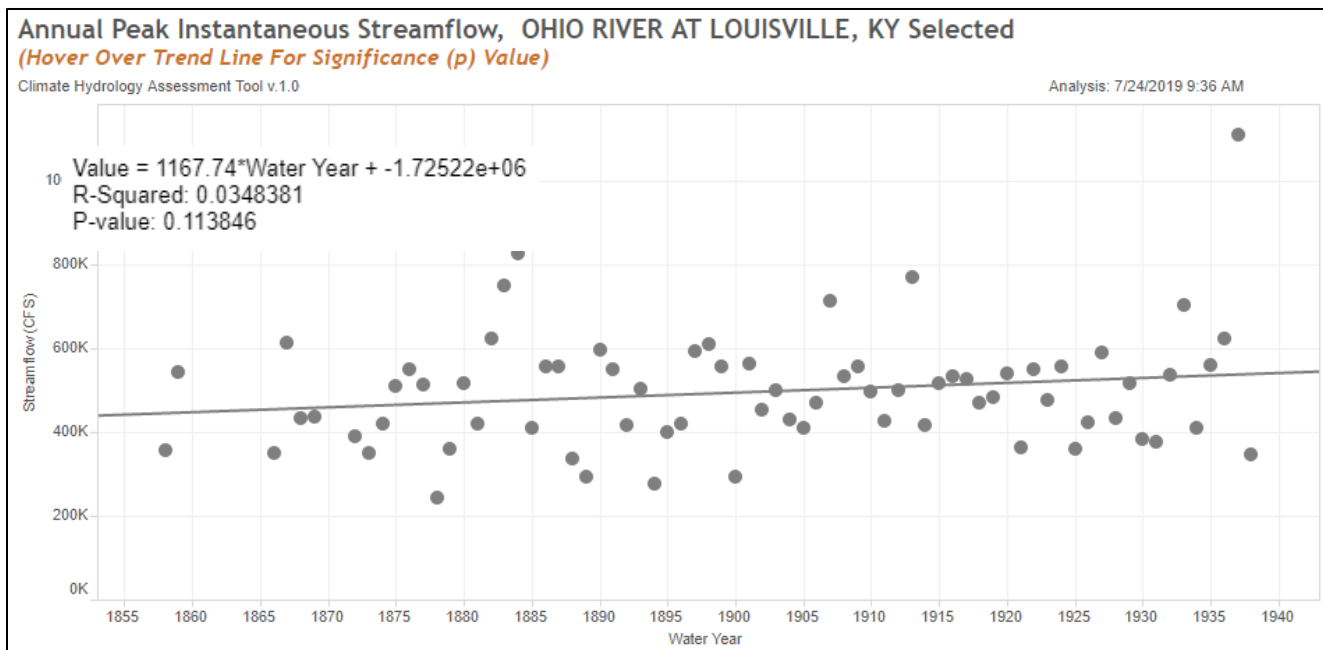 Annual Peak Instantaneous Streamflow, OHIO RIVER AT LOUISVILLE, KY Selected
(Hover Over Trend Line For Significance (p) Value)
Climate Hydrology Assessment Tool v.1.0 Analysis: 7/24/2019 9:36 AM
Value = 1167.74*Water Year + -1.72522e+06
R-Squared: 0.0348381
P-value: 0.113846
10
800K
600K
400K
200K
0K
Streamflow (CFS)
1855 1860 1865 1870 1875 1880 1885 1890 1895 1900 1905 1910 1915 1920 1925 1930 1935 1940
Water Year